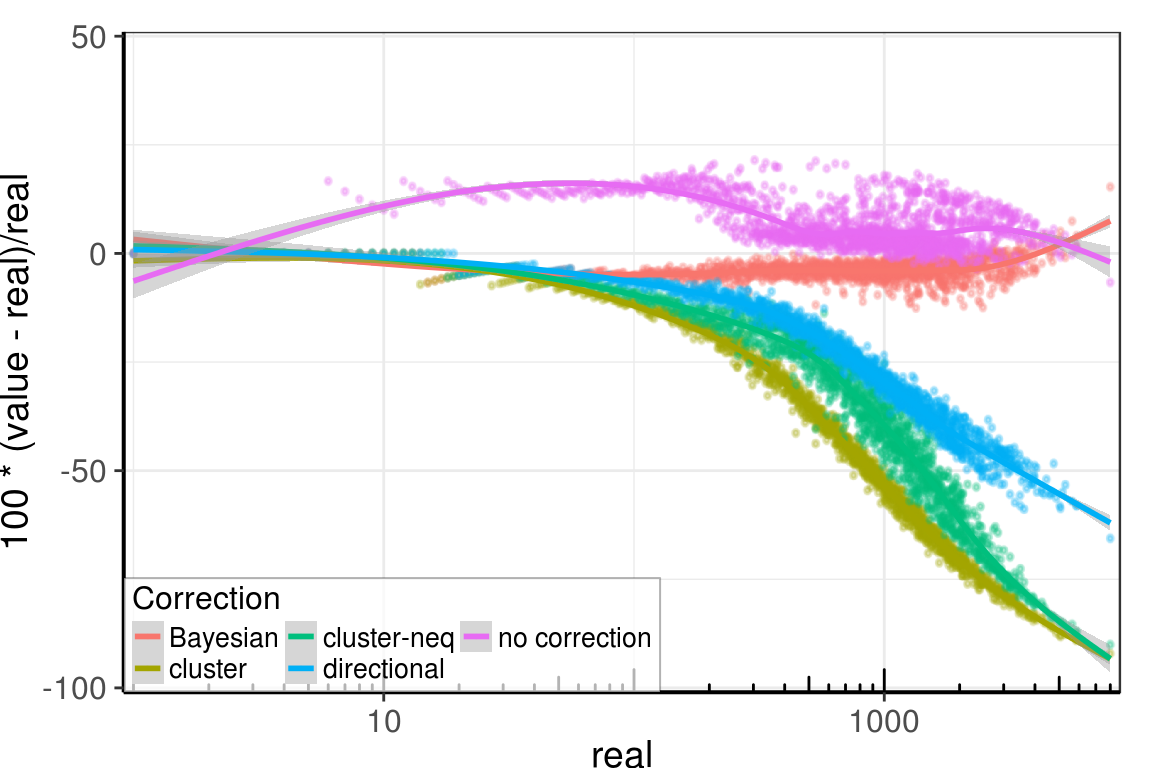 50
0
-50
-100
100 * (value - real)/real
Correction
Bayesian cluster-neq no correction
cluster directional
10 1000
real